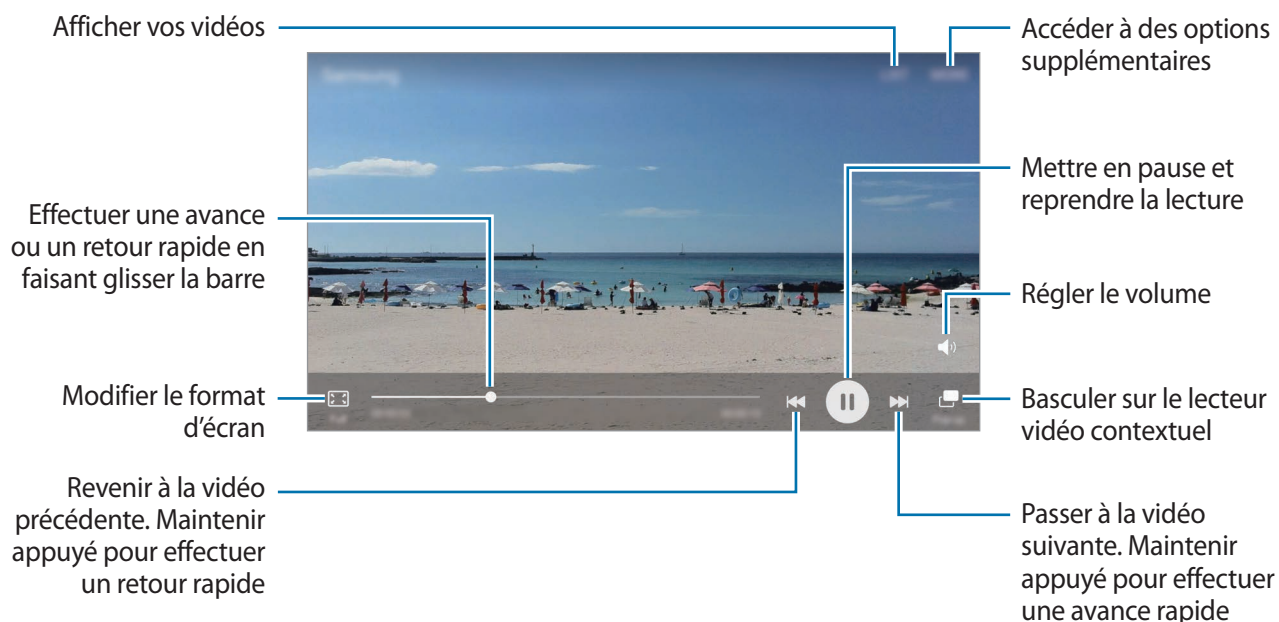 Afficher vos vidéos
Accéder à des options
supplémentaires
Mettre en pause et
reprendre la lecture
Effectuer une avance
ou un retour rapide en
faisant glisser la barre
Régler le volume
Modifier le format
d'écran
Basculer sur le lecteur
vidéo contextuel
Revenir à la vidéo
précédente. Maintenir
appuyé pour effectuer
un retour rapide
Passer à la vidéo
suivante. Maintenir
appuyé pour effectuer
une avance rapide